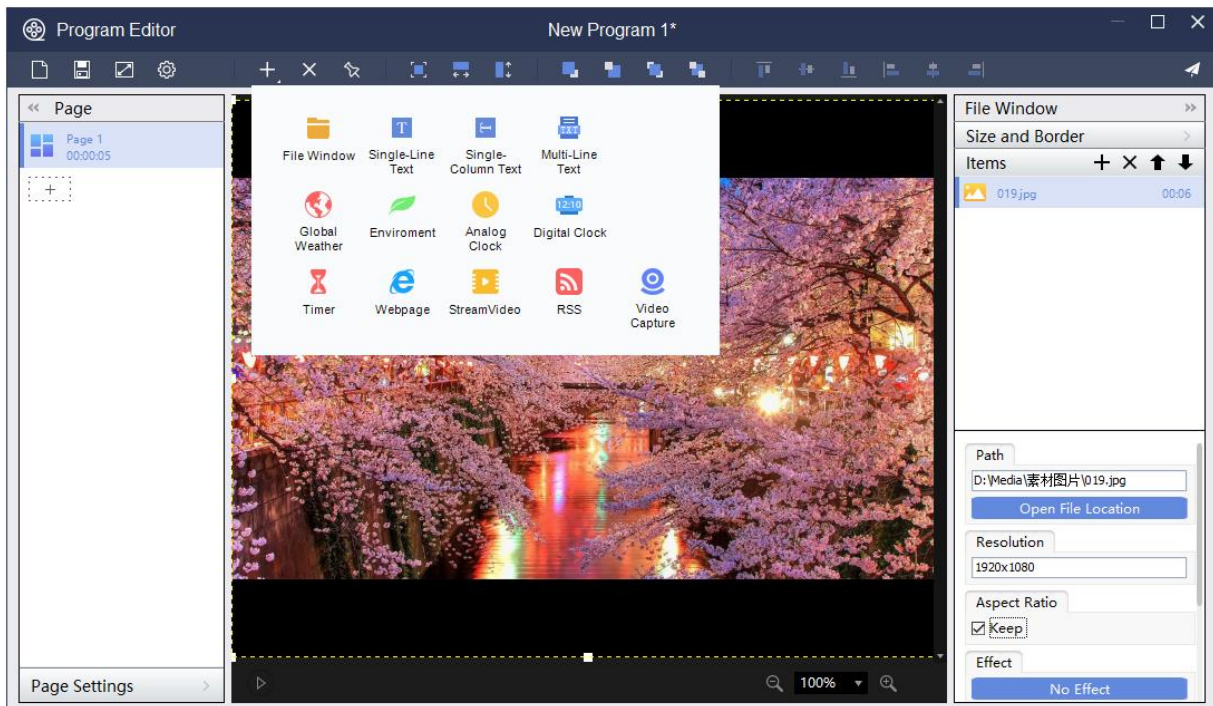 Program Editor
New Program 1*
Page
File Window
Page 1
00:00:05
Size and Border
Items
019.jpg
00:06
File Window
Single-Line
Text
Single-
Column Text
Multi-Line
Text
Global
Weather
Enviroment
Analog
Clock
12:10
Digital Clock
Timer
Webpage
StreamVideo
RSS
Video
Capture
T
TXT
Path
D:\Media\素材图片\019.jpg
Open File Location
Resolution
1920x1080
Aspect Ratio
Keep
Effect
No Effect
Page Settings
100%